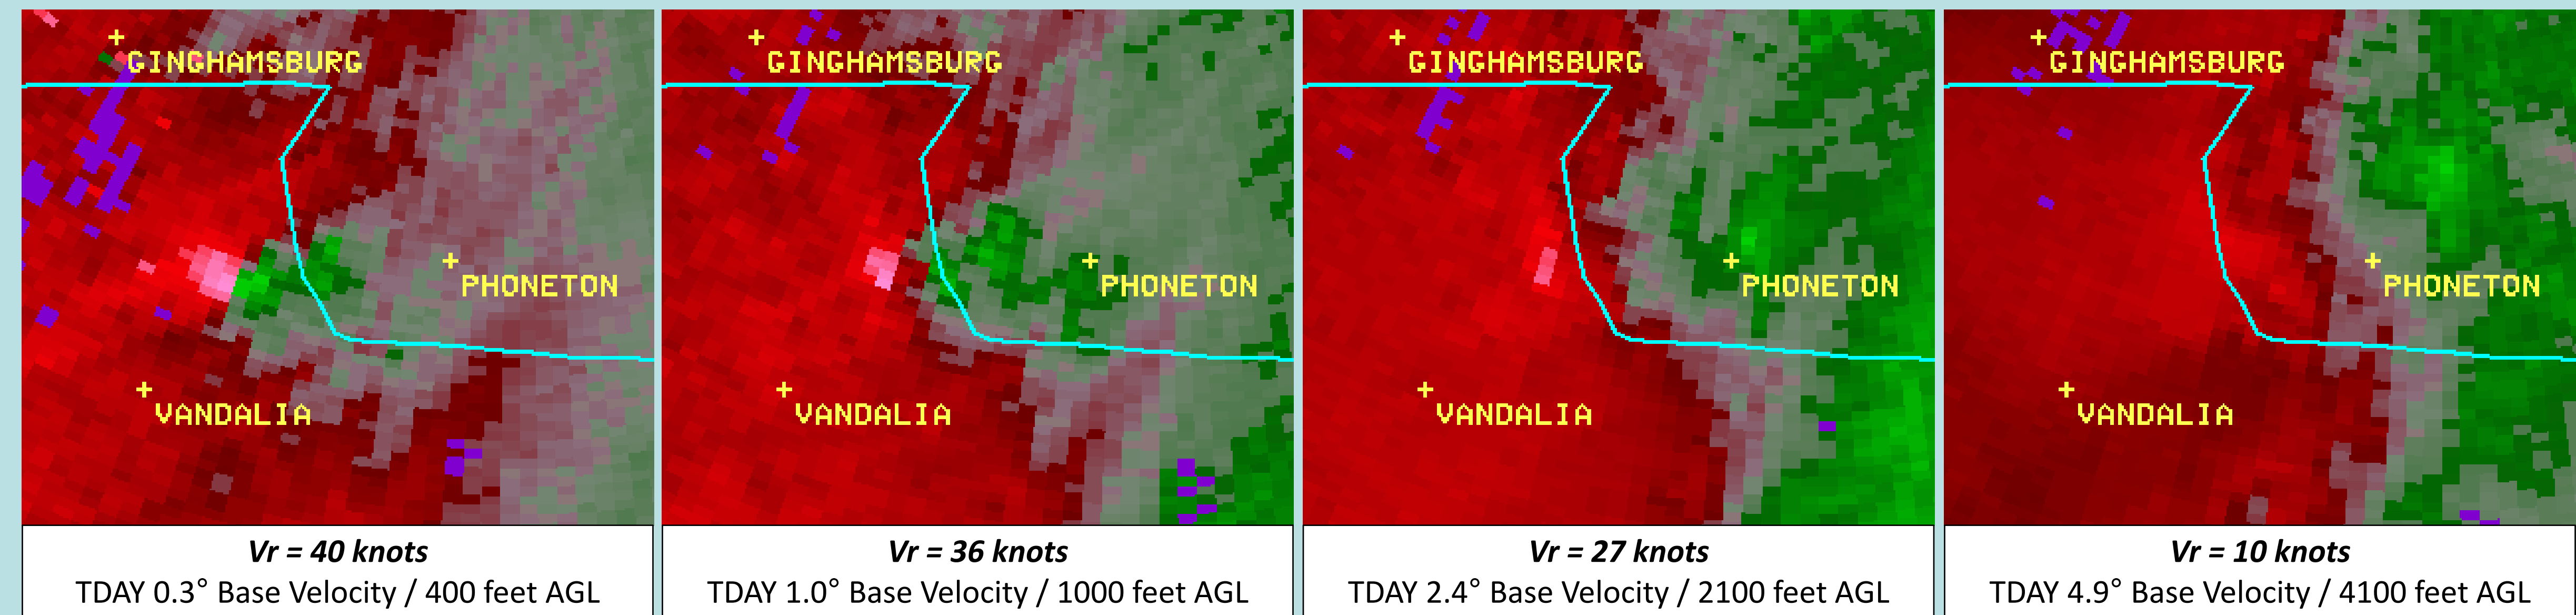 GINGHAMSBURG
PHONETON
VANDALIA
Vr = 40 knots
TDAY 0.3° Base Velocity / 400 feet AGL
GINGHAMSBURG
PHONETON
VANDALIA
Vr = 36 knots
TDAY 1.0° Base Velocity / 1000 feet AGL
GINGHAMSBURG
PHONETON
VANDALIA
Vr = 27 knots
TDAY 2.4° Base Velocity / 2100 feet AGL
GINGHAMSBURG
PHONETON
VANDALIA
Vr = 10 knots
TDAY 4.9° Base Velocity / 4100 feet AGL